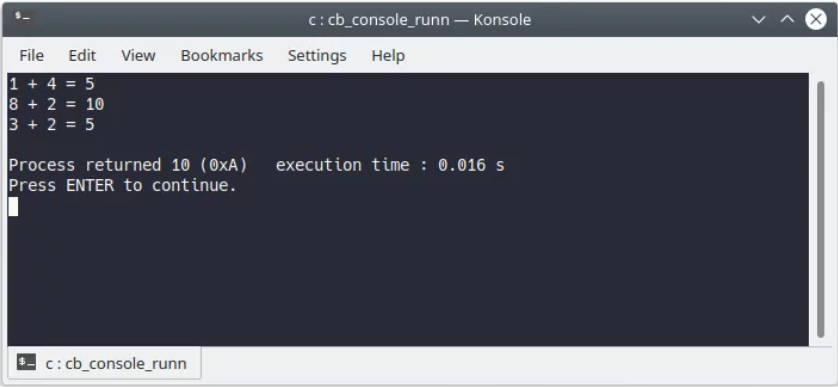 c : cb_console_runn — Konsole
File Edit View Bookmarks Settings Help
1 + 4 = 5
8 + 2 = 10
3 + 2 = 5
Process returned 10 (0xA)   execution time : 0.016 s
Press ENTER to continue.
c : cb_console_runn